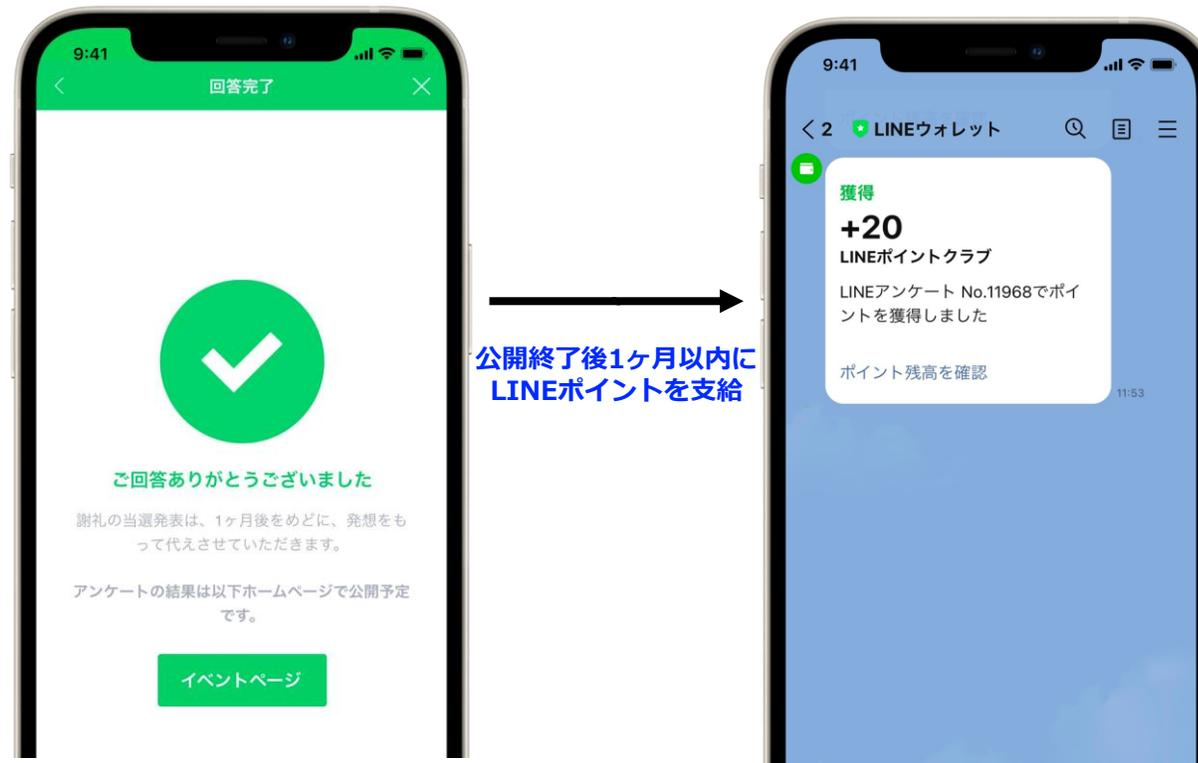 9:41
回答完了
ご回答ありがとうございました
謝礼の当選発表は、1ヶ月後をめどに、発想をも
って代えさせていただきます。
アンケートの結果は以下ホームページで公開予定
です。
イベントページ
公開終了後1ヶ月以内に
LINEポイントを支給
9:41
2 LINEウォレット
獲得
+20
LINEポイントクラブ
LINEアンケート No.11968でポイ
ントを獲得しました
ポイント残高を確認
11:53